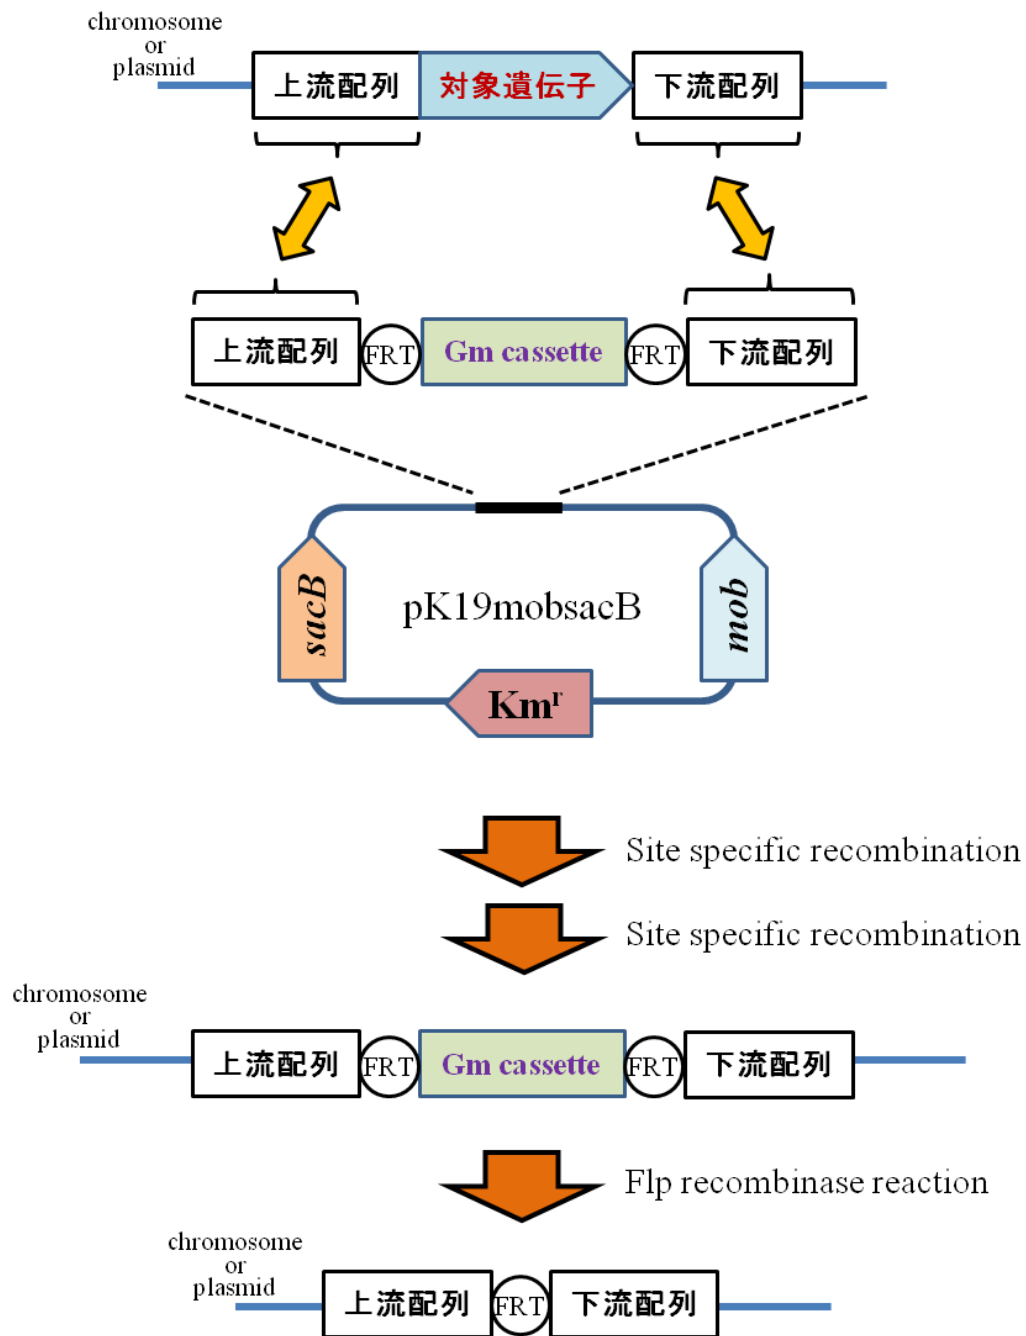 chromosome
or
plasmid
上流配列 対象遺伝子 下流配列
上流配列 FRT Gm cassette FRT 下流配列
sacB
pK19mobsacB
mob
Kmʳ
Site specific recombination
Site specific recombination
chromosome
or
plasmid
上流配列 FRT Gm cassette FRT 下流配列
Flp recombinase reaction
chromosome
or
plasmid
上流配列 FRT 下流配列